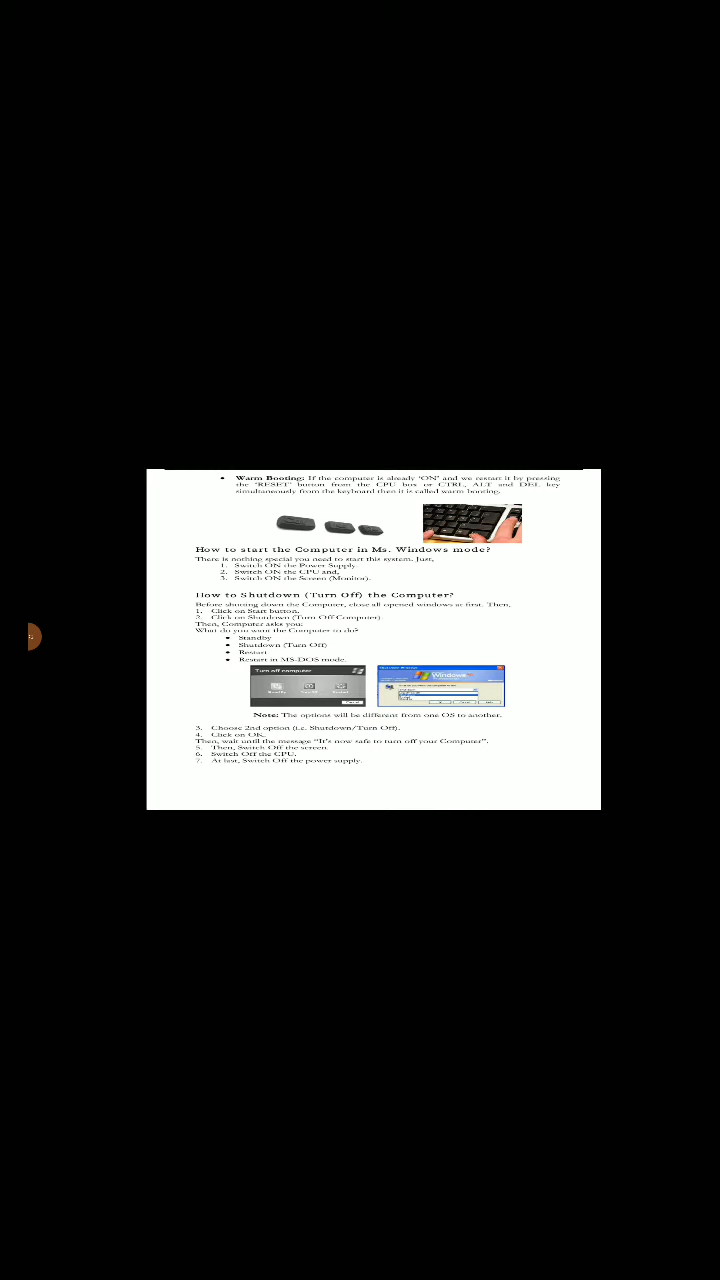 • Warm Booting: If the computer is already ‘ON’ and we restart it by pressing
the ‘RESET’ button from the CPU box or CTRL, ALT and DEL key
simultaneously from the keyboard then it is called warm booting.
How to start the Computer in Ms. Windows mode?
There is nothing special you need to start this system. Just,
1. Switch ON the Power Supply.
2. Switch ON the CPU and,
3. Switch ON the Screen (Monitor).
How to Shutdown (Turn Off) the Computer?
Before shutting down the Computer, close all opened windows at first. Then,
1. Click on Start button.
2. Click on Shutdown (Turn Off Computer).
Then, Computer asks you:
What do you want the Computer to do?
• Standby
• Shutdown (Turn Off)
• Restart
• Restart in MS-DOS mode.
Turn off computer
Windows
Note: The options will be different from one OS to another.
3. Choose 2nd option (i.e. Shutdown/Turn Off).
4. Click on OK.
Then, wait until the message “It’s now safe to turn off your Computer”.
5. Then, Switch Off the screen.
6. Switch Off the CPU.
7. At last, Switch Off the power supply.